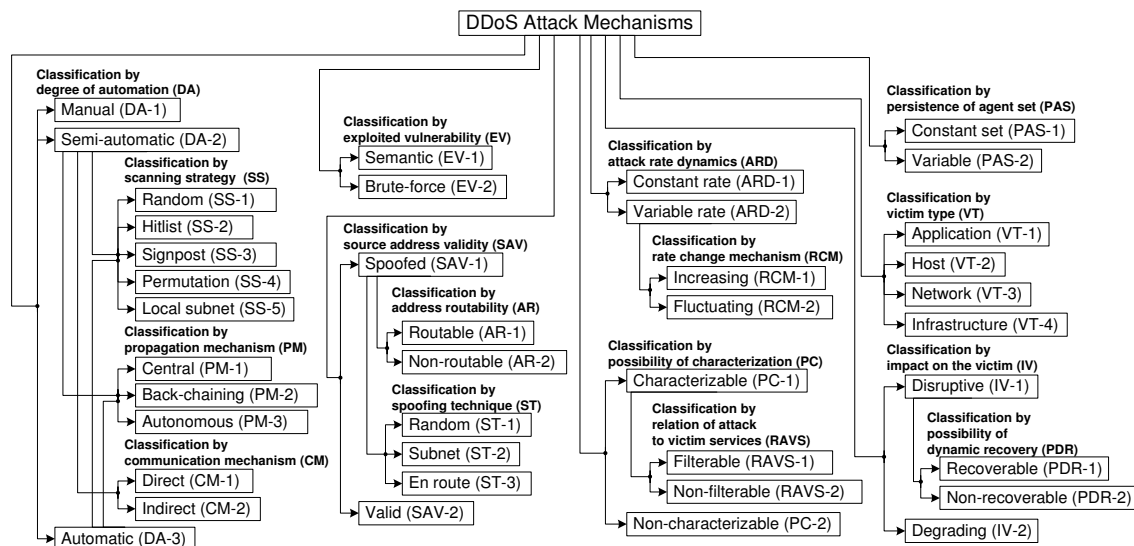 DDoS Attack Mechanisms
Classification by
degree of automation (DA)
Manual (DA-1)
Semi-automatic (DA-2)
Classification by
scanning strategy (SS)
Random (SS-1)
Hitlist (SS-2)
Signpost (SS-3)
Permutation (SS-4)
Local subnet (SS-5)
Classification by
propagation mechanism (PM)
Central (PM-1)
Back-chaining (PM-2)
Autonomous (PM-3)
Classification by
communication mechanism (CM)
Direct (CM-1)
Indirect (CM-2)
Automatic (DA-3)
Classification by
exploited vulnerability (EV)
Semantic (EV-1)
Brute-force (EV-2)
Classification by
source address validity (SAV)
Spoofed (SAV-1)
Classification by
address routability (AR)
Routable (AR-1)
Non-routable (AR-2)
Classification by
spoofing technique (ST)
Random (ST-1)
Subnet (ST-2)
En route (ST-3)
Valid (SAV-2)
Classification by
attack rate dynamics (ARD)
Constant rate (ARD-1)
Variable rate (ARD-2)
Classification by
rate change mechanism (RCM)
Increasing (RCM-1)
Fluctuating (RCM-2)
Classification by
possibility of characterization (PC)
Characterizable (PC-1)
Classification by
relation of attack
to victim services (RAVS)
Filterable (RAVS-1)
Non-filterable (RAVS-2)
Non-characterizable (PC-2)
Classification by
persistence of agent set (PAS)
Constant set (PAS-1)
Variable (PAS-2)
Classification by
victim type (VT)
Application (VT-1)
Host (VT-2)
Network (VT-3)
Infrastructure (VT-4)
Classification by
impact on the victim (IV)
Disruptive (IV-1)
Classification by
possibility of
dynamic recovery (PDR)
Recoverable (PDR-1)
Non-recoverable (PDR-2)
Degrading (IV-2)